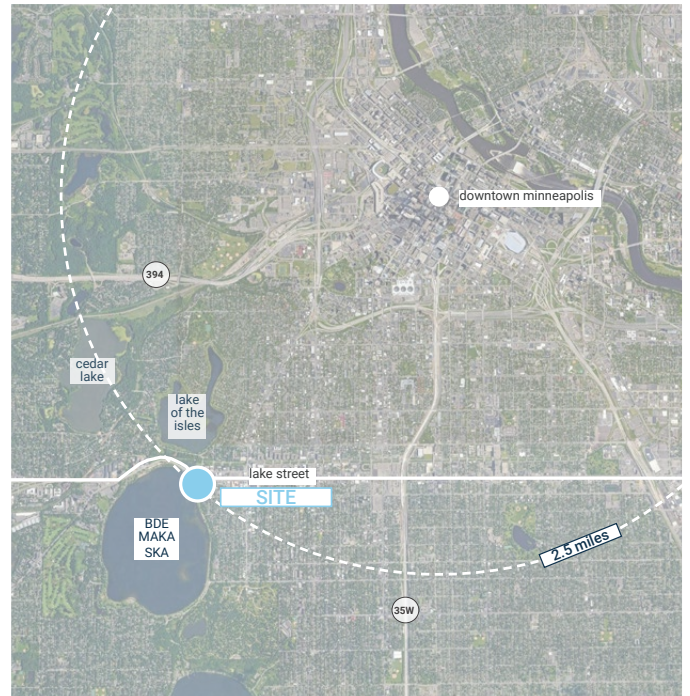 downtown minneapolis
394
cedar
lake
lake
of the
isles
lake street
SITE
BDE
MAKA
SKA
2.5 miles
35W